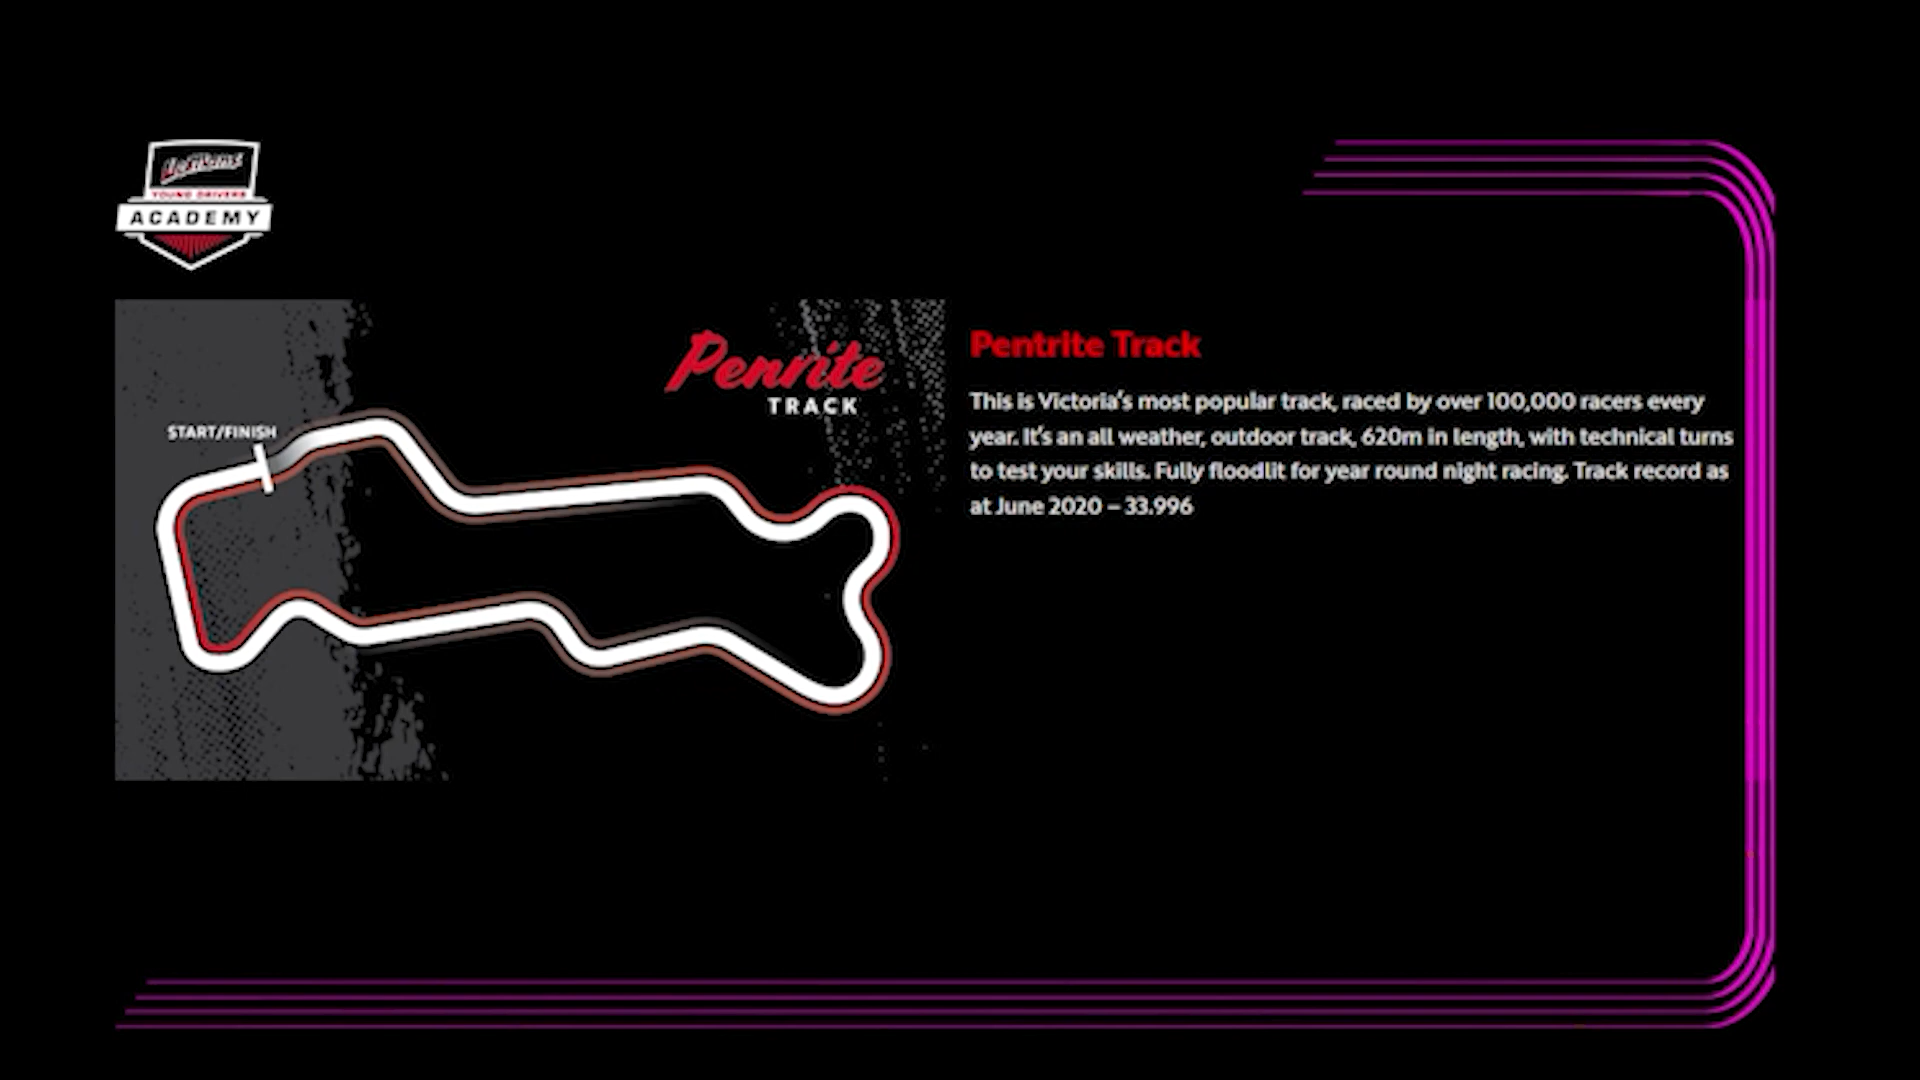 YOUNG DRIVERS
ACADEMY
Penrite
TRACK
START/FINISH
Pentrite Track
This is Victoria's most popular track, raced by over 100,000 racers every
year. It's an all weather, outdoor track, 620m in length, with technical turns
to test your skills. Fully floodlit for year round night racing. Track record as
at June 2020 – 33.996